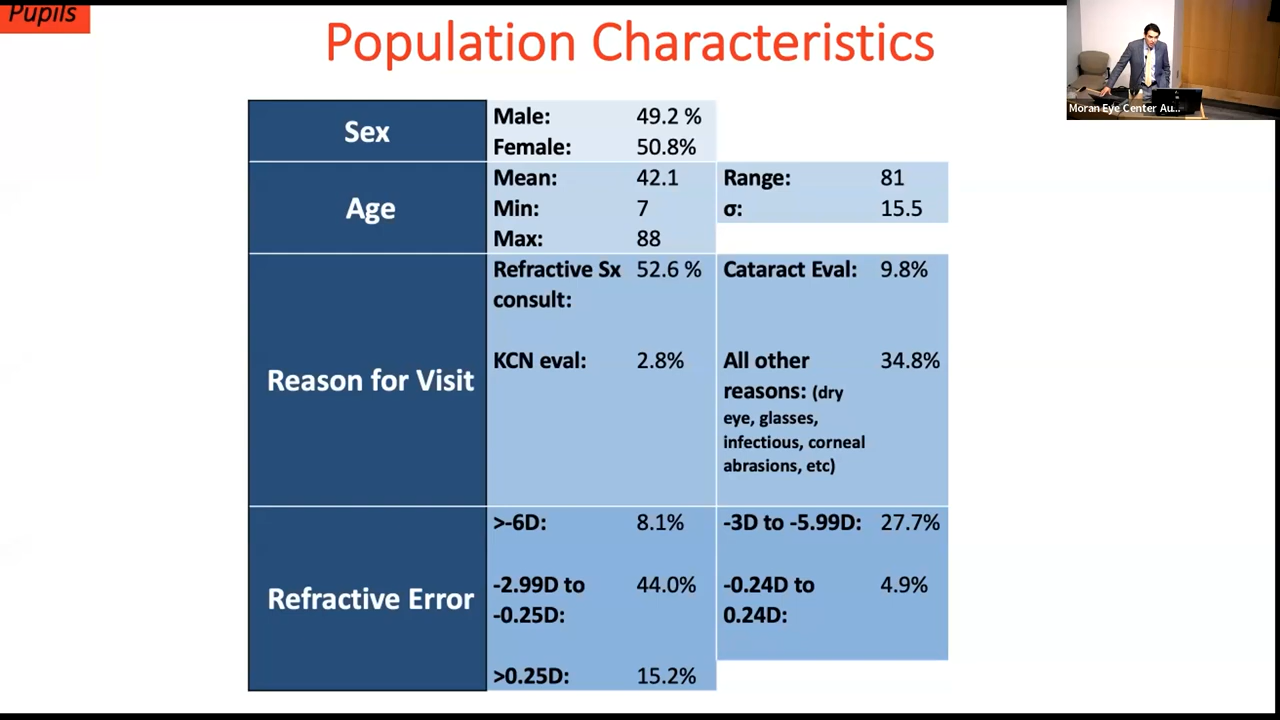 Pupils
Population Characteristics
Moran Eye Center Au...
Sex
Male: 49.2 %
Female: 50.8%
Age
Mean: 42.1
Min: 7
Max: 88
Range: 81
σ: 15.5
Reason for Visit
Refractive Sx 52.6 %
consult:
Cataract Eval: 9.8%
KCN eval: 2.8%
All other 34.8%
reasons: (dry
eye, glasses,
infectious, corneal
abrasions, etc)
Refractive Error
>-6D: 8.1%
-3D to -5.99D: 27.7%
-2.99D to 44.0%
-0.25D:
-0.24D to 4.9%
0.24D:
>0.25D: 15.2%